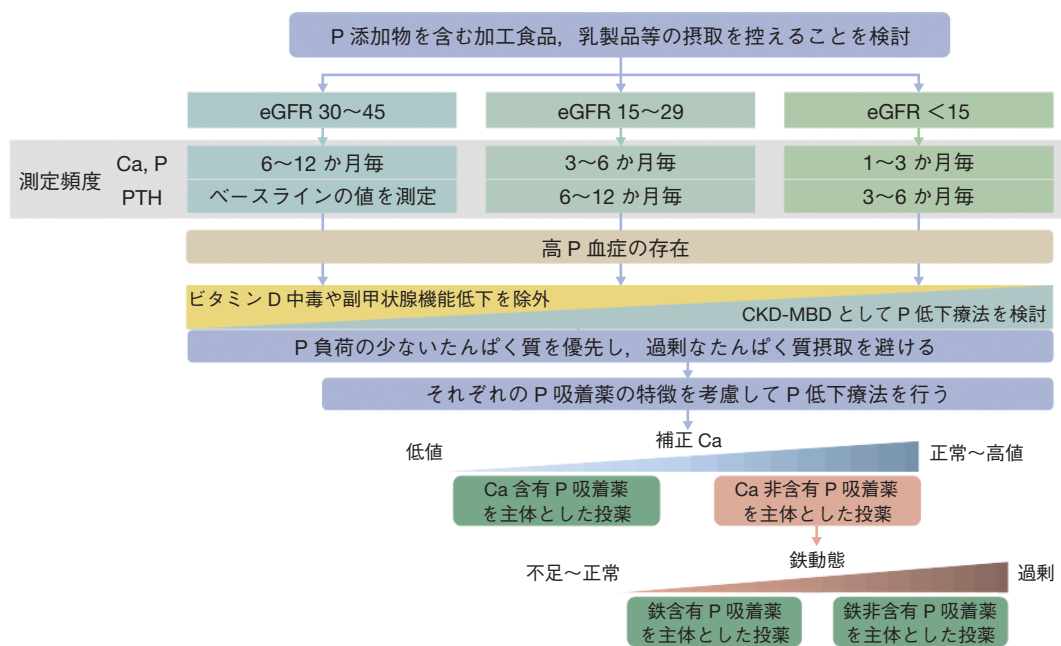 P 添加物を含む加工食品，乳製品等の摂取を控えることを検討
eGFR 30〜45
eGFR 15〜29
eGFR ＜15
測定頻度
Ca, P
6〜12 か月毎
3〜6 か月毎
1〜3 か月毎
PTH
ベースラインの値を測定
6〜12 か月毎
3〜6 か月毎
高 P 血症の存在
ビタミン D 中毒や副甲状腺機能低下を除外
CKD-MBD として P 低下療法を検討
P 負荷の少ないたんぱく質を優先し，過剰なたんぱく質摂取を避ける
それぞれの P 吸着薬の特徴を考慮して P 低下療法を行う
補正 Ca
低値
正常〜高値
Ca 含有 P 吸着薬
を主体とした投薬
Ca 非含有 P 吸着薬
を主体とした投薬
鉄動態
不足〜正常
過剰
鉄含有 P 吸着薬
を主体とした投薬
鉄非含有 P 吸着薬
を主体とした投薬